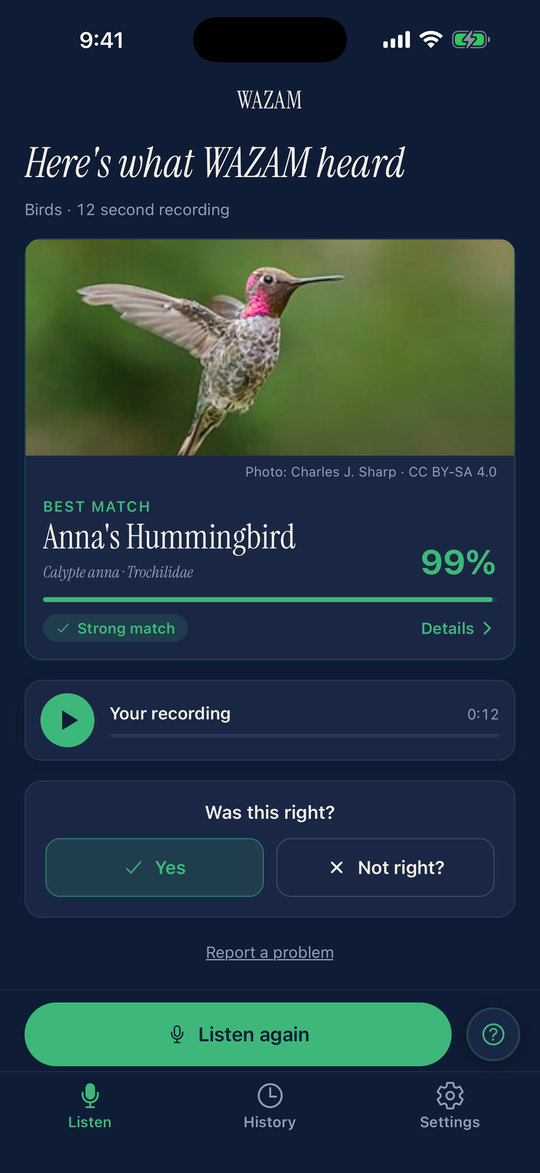 9:41
WAZAM
Here's what WAZAM heard
Birds · 12 second recording
Photo: Charles J. Sharp · CC BY-SA 4.0
BEST MATCH
Anna's Hummingbird
Calypte anna · Trochilidae
99%
Strong match
Details
Your recording
0:12
Was this right?
Yes
Not right?
Report a problem
Listen again
Listen
History
Settings